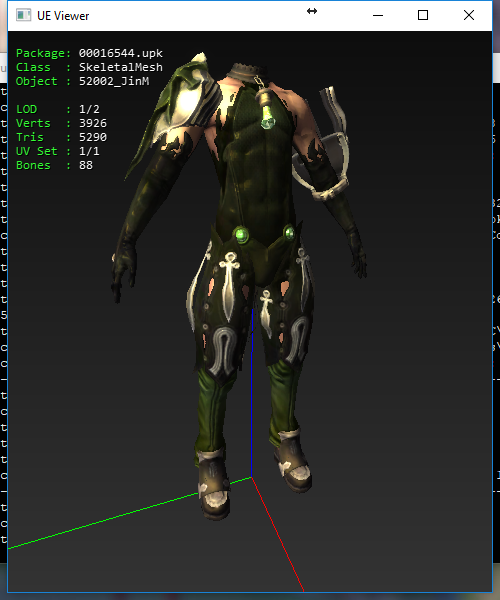 UE Viewer
Package: 00016544.upk
Class  : SkeletalMesh
Object : 52002_JinM
LOD    : 1/2
Verts  : 3926
Tris   : 5290
UV Set : 1/1
Bones  : 88